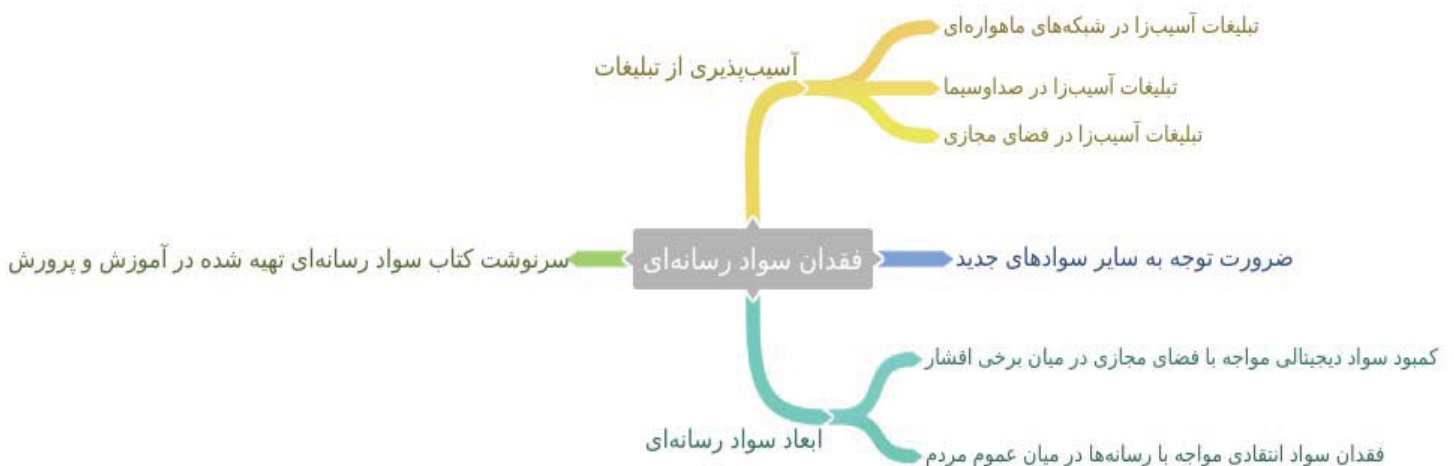 تبلیغات آسیب‌زا در شبکه‌های ماهواره‌ای
آسیب‌پذیری از تبلیغات
تبلیغات آسیب‌زا در صداوسیما
تبلیغات آسیب‌زا در فضای مجازی
ضرورت توجه به سایر سوادهای جدید
فقدان سواد رسانه‌ای
سرنوشت کتاب سواد رسانه‌ای تهیه شده در آموزش و پرورش
کمبود سواد دیجیتالی مواجه با فضای مجازی در میان برخی اقشار
ابعاد سواد رسانه‌ای
فقدان سواد انتقادی مواجه با رسانه‌ها در میان عموم مردم